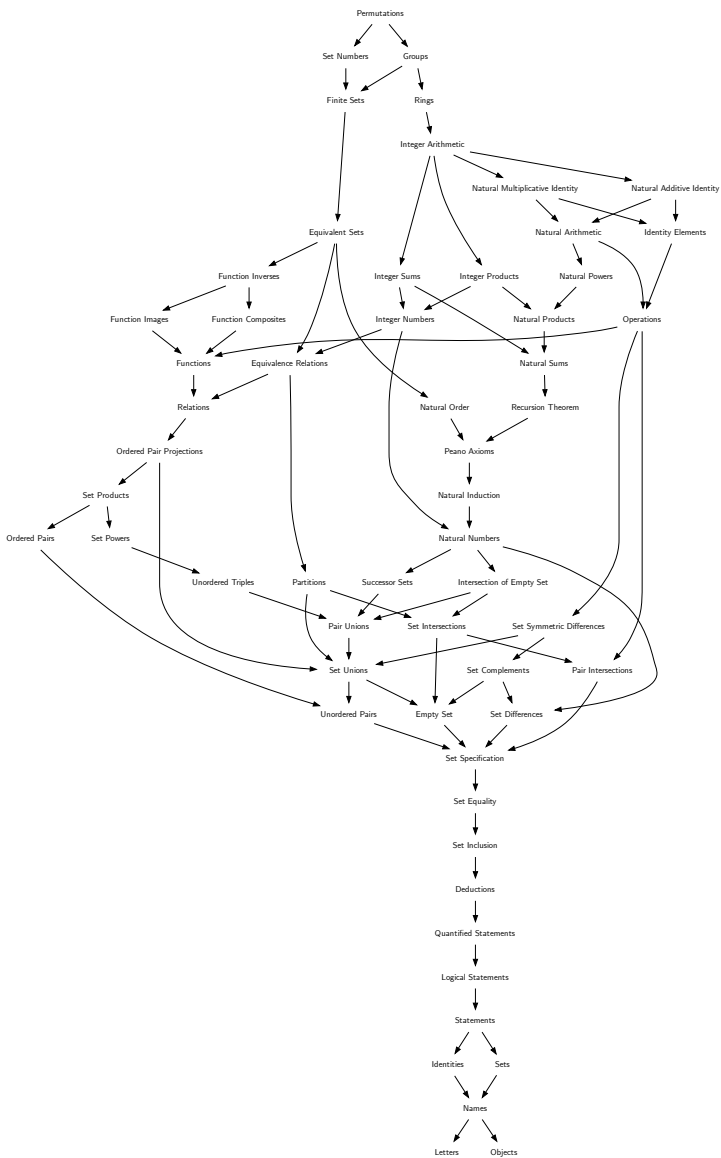 Permutations
Set Numbers
Groups
Finite Sets
Rings
Integer Arithmetic
Natural Multiplicative Identity
Natural Additive Identity
Equivalent Sets
Natural Arithmetic
Identity Elements
Function Inverses
Integer Sums
Integer Products
Natural Powers
Function Images
Function Composites
Integer Numbers
Natural Products
Operations
Functions
Equivalence Relations
Natural Sums
Relations
Natural Order
Recursion Theorem
Ordered Pair Projections
Peano Axioms
Set Products
Natural Induction
Ordered Pairs
Set Powers
Natural Numbers
Unordered Triples
Partitions
Successor Sets
Intersection of Empty Set
Pair Unions
Set Intersections
Set Symmetric Differences
Set Unions
Set Complements
Pair Intersections
Unordered Pairs
Empty Set
Set Differences
Set Specification
Set Equality
Set Inclusion
Deductions
Quantified Statements
Logical Statements
Statements
Identities
Sets
Names
Letters
Objects